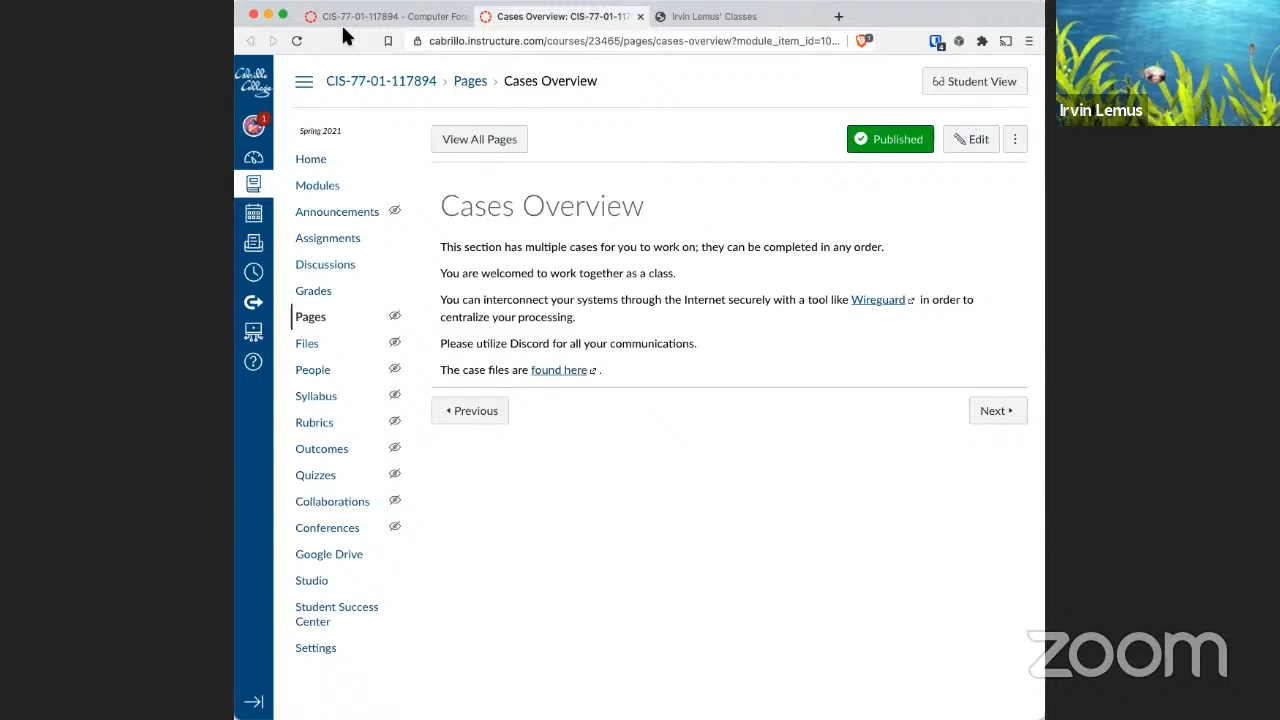 CIS-77-01-117894 - Computer Fore
Cases Overview: CIS-77-01-117
Irvin Lemus' Classes
cabrillo.instructure.com/courses/23465/pages/cases-overview?module_item_id=10...
1
4
Cabrillo College
CIS-77-01-117894 › Pages › Cases Overview
Student View
1
Spring 2021
Home
Modules
Announcements
Assignments
Discussions
Grades
Pages
Files
People
Syllabus
Rubrics
Outcomes
Quizzes
Collaborations
Conferences
Google Drive
Studio
Student Success
Center
Settings
View All Pages
Published
Edit
Cases Overview
This section has multiple cases for you to work on; they can be completed in any order.
You are welcomed to work together as a class.
You can interconnect your systems through the Internet securely with a tool like Wireguard in order to
centralize your processing.
Please utilize Discord for all your communications.
The case files are found here .
Previous
Next
Irvin Lemus
zoom